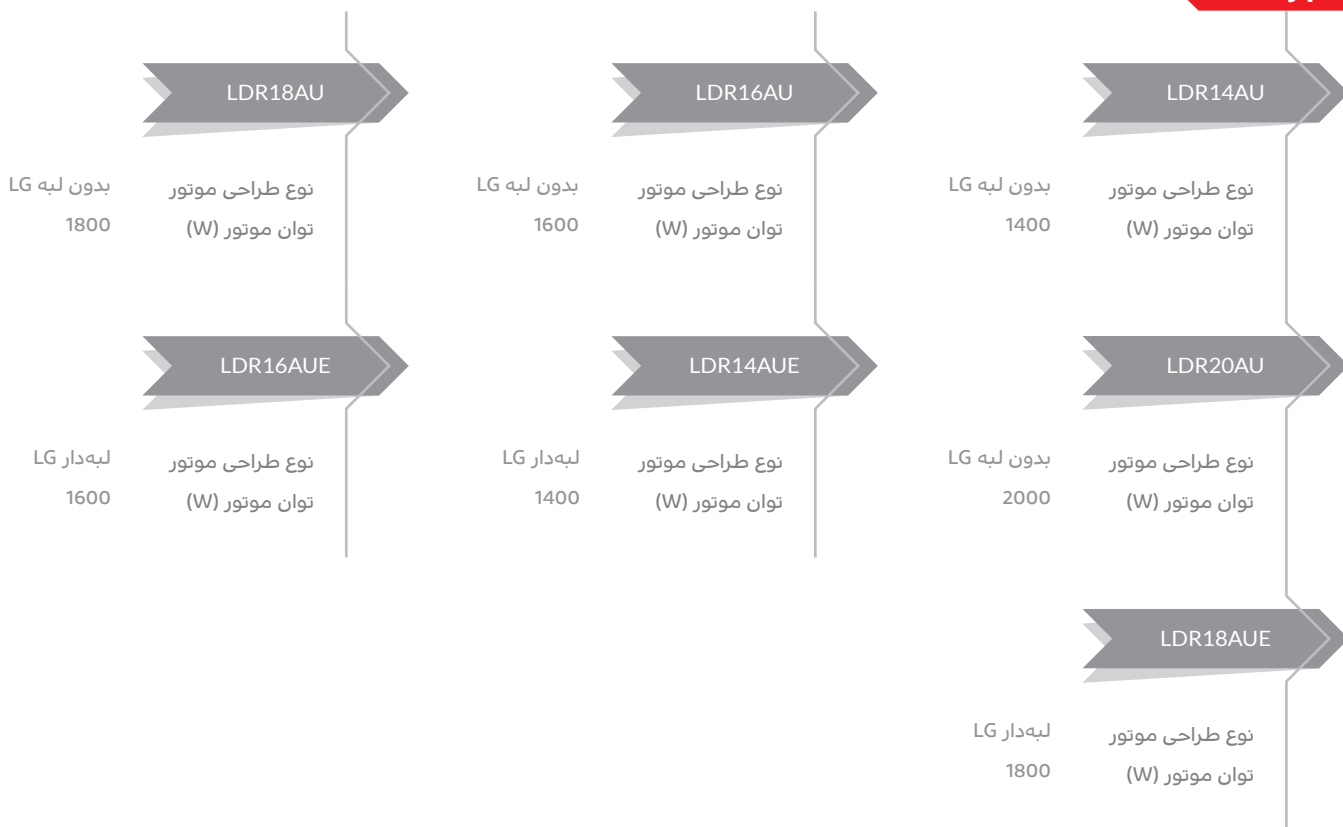 LDR14AU
نوع طراحی موتور بدون لبه LG
توان موتور (W) 1400
LDR16AU
نوع طراحی موتور بدون لبه LG
توان موتور (W) 1600
LDR18AU
نوع طراحی موتور بدون لبه LG
توان موتور (W) 1800
LDR20AU
نوع طراحی موتور بدون لبه LG
توان موتور (W) 2000
LDR14AUE
نوع طراحی موتور لبه‌دار LG
توان موتور (W) 1400
LDR16AUE
نوع طراحی موتور لبه‌دار LG
توان موتور (W) 1600
LDR18AUE
نوع طراحی موتور لبه‌دار LG
توان موتور (W) 1800